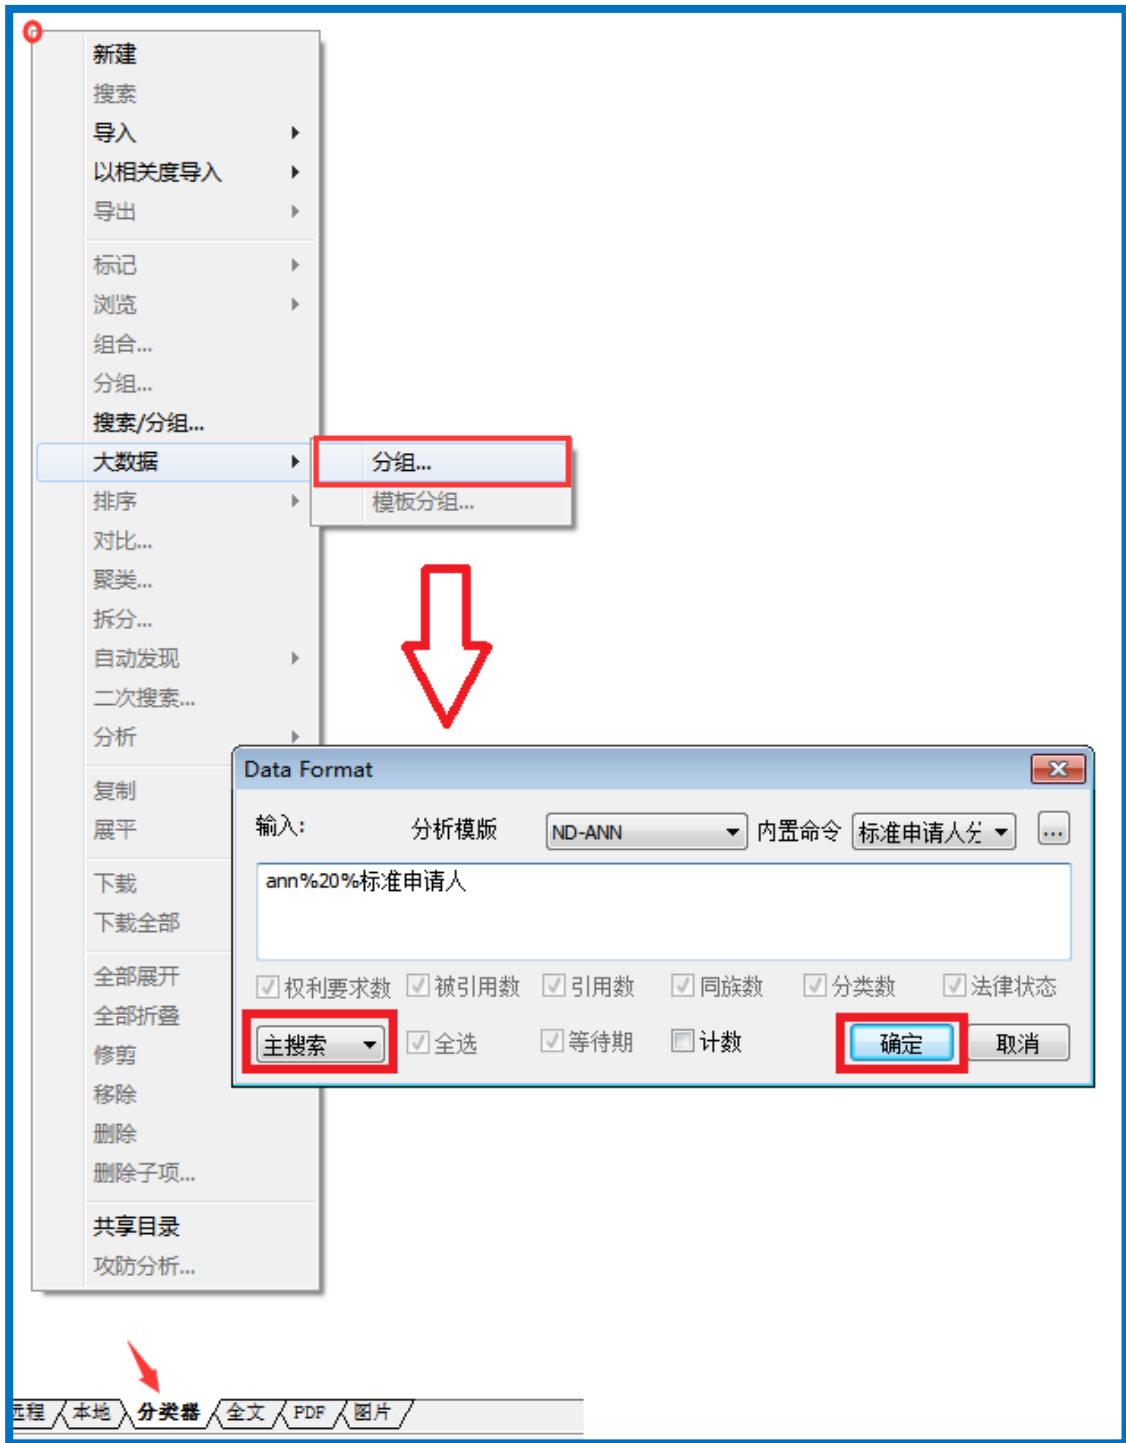 新建
搜索
导入
以相关度导入
导出
标记
浏览
组合...
分组...
搜索/分组...
大数据
分组...
排序
模板分组...
对比...
聚类...
拆分...
自动发现
二次搜索...
分析
Data Format
复制
输入:
分析模版
ND-ANN
内置命令
标准申请人分
...
展平
ann%20%标准申请人
下载
下载全部
全部展开
权利要求数
被引用数
引用数
同族数
分类数
法律状态
全部折叠
主搜索
全选
等待期
计数
确定
取消
修剪
移除
删除
删除子项...
共享目录
攻防分析...
远程
本地
分类器
全文
PDF
图片